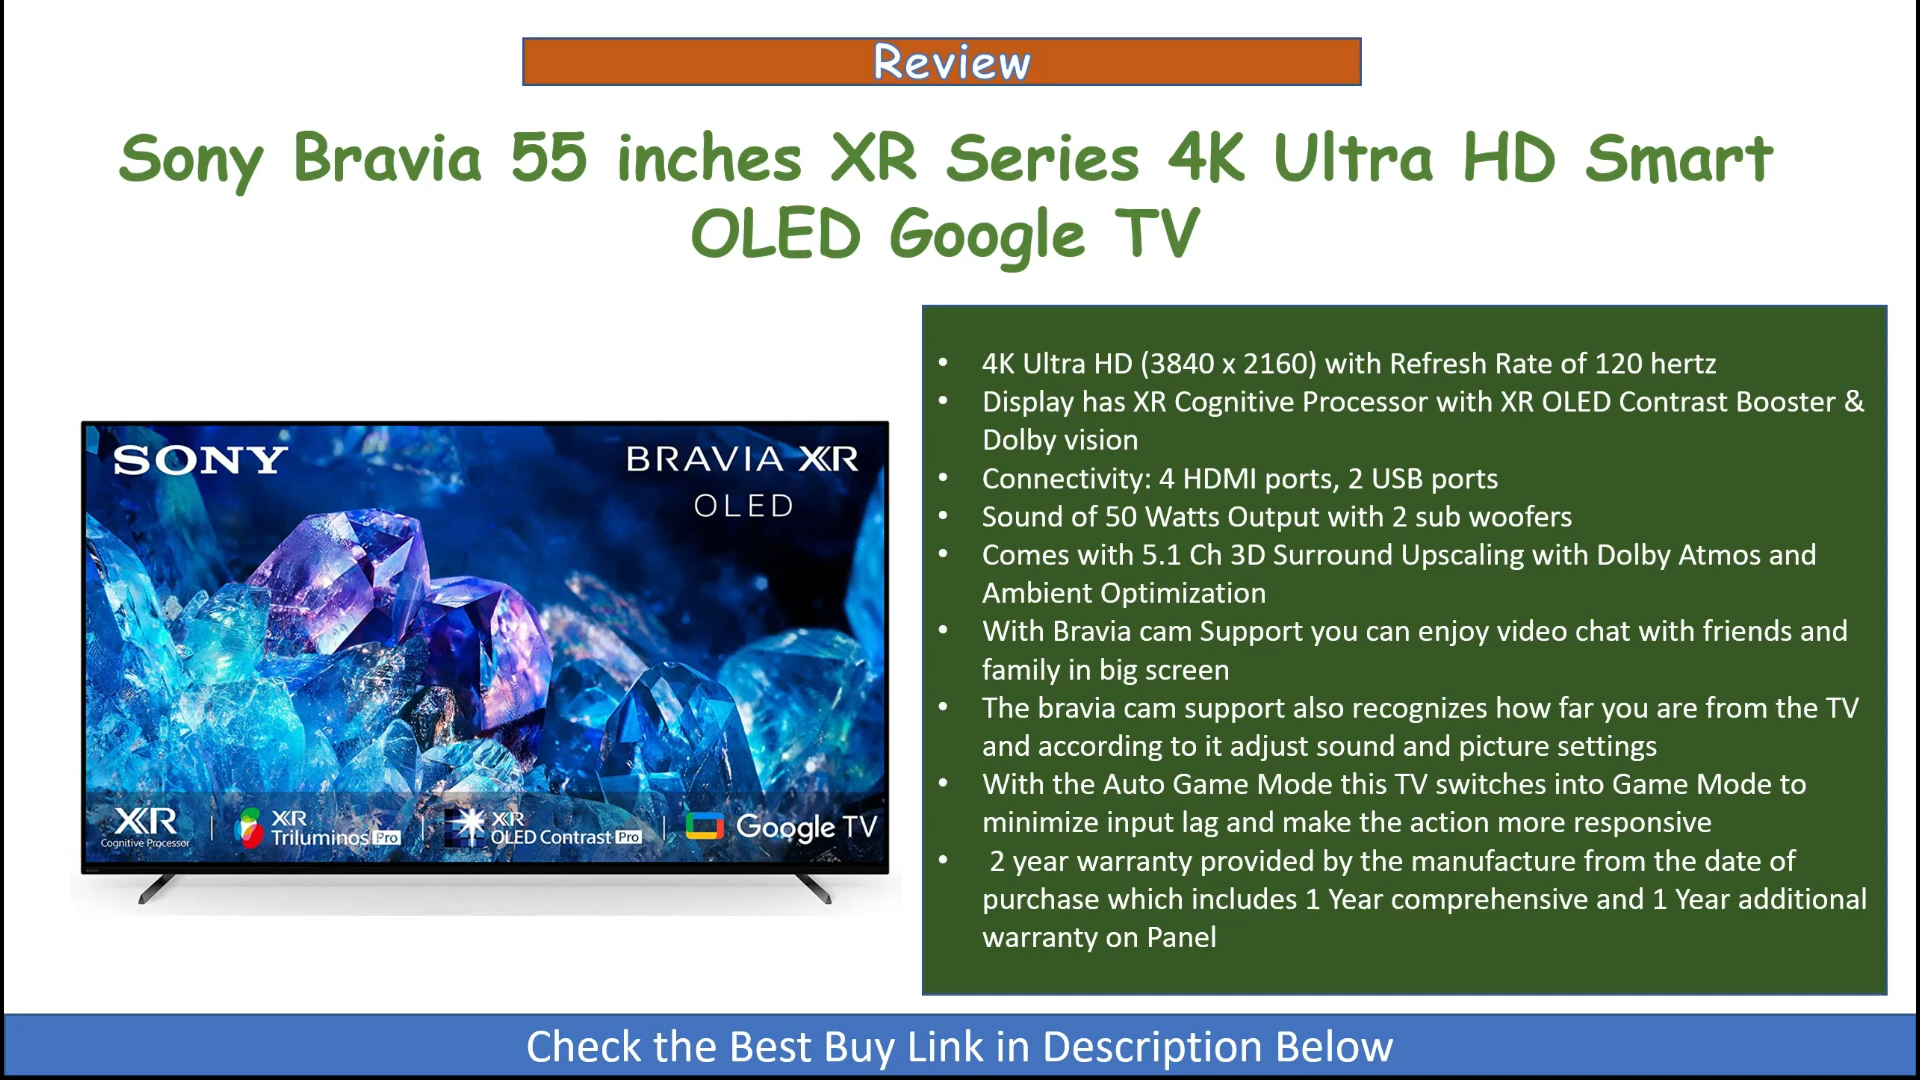 Review
Sony Bravia 55 inches XR Series 4K Ultra HD Smart
OLED Google TV
SONY
BRAVIA XR
OLED
XR
Cognitive Processor
XR
Triluminos Pro
XR
OLED Contrast Pro
Google TV
• 4K Ultra HD (3840 x 2160) with Refresh Rate of 120 hertz
• Display has XR Cognitive Processor with XR OLED Contrast Booster &
Dolby vision
• Connectivity: 4 HDMI ports, 2 USB ports
• Sound of 50 Watts Output with 2 sub woofers
• Comes with 5.1 Ch 3D Surround Upscaling with Dolby Atmos and
Ambient Optimization
• With Bravia cam Support you can enjoy video chat with friends and
family in big screen
• The bravia cam support also recognizes how far you are from the TV
and according to it adjust sound and picture settings
• With the Auto Game Mode this TV switches into Game Mode to
minimize input lag and make the action more responsive
• 2 year warranty provided by the manufacture from the date of
purchase which includes 1 Year comprehensive and 1 Year additional
warranty on Panel
Check the Best Buy Link in Description Below